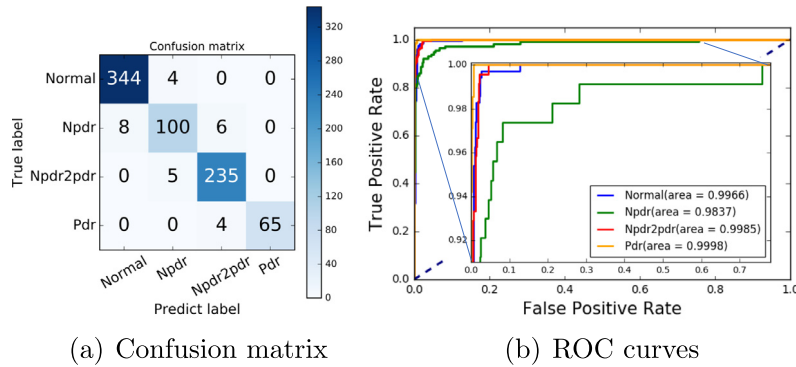 Confusion matrix
True label
Normal 344 4 0 0
Npdr 8 100 6 0
Npdr2pdr 0 5 235 0
Pdr 0 0 4 65
Normal Npdr Npdr2pdr Pdr
Predict label
320
280
240
200
160
120
80
40
0
True Positive Rate
1.0
0.8
0.6
0.4
0.2
0.0
1.00
0.98
0.96
0.94
0.92
0.0 0.1 0.2 0.3 0.4 0.5 0.6 0.7
Normal(area = 0.9966)
Npdr(area = 0.9837)
Npdr2pdr(area = 0.9985)
Pdr(area = 0.9998)
0.0 0.2 0.4 0.6 0.8 1.0
False Positive Rate
(a) Confusion matrix
(b) ROC curves